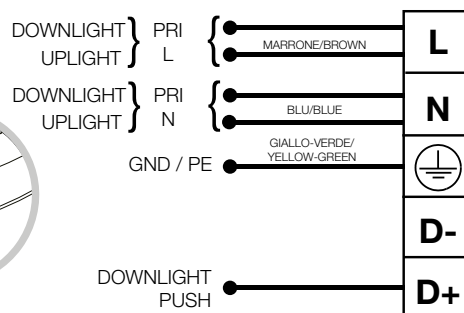 DOWNLIGHT } PRI {
UPLIGHT } L {
MARRONE/BROWN
L
DOWNLIGHT } PRI {
UPLIGHT } N {
BLU/BLUE
N
GND / PE
GIALLO-VERDE/
YELLOW-GREEN
D-
DOWNLIGHT
PUSH
D+